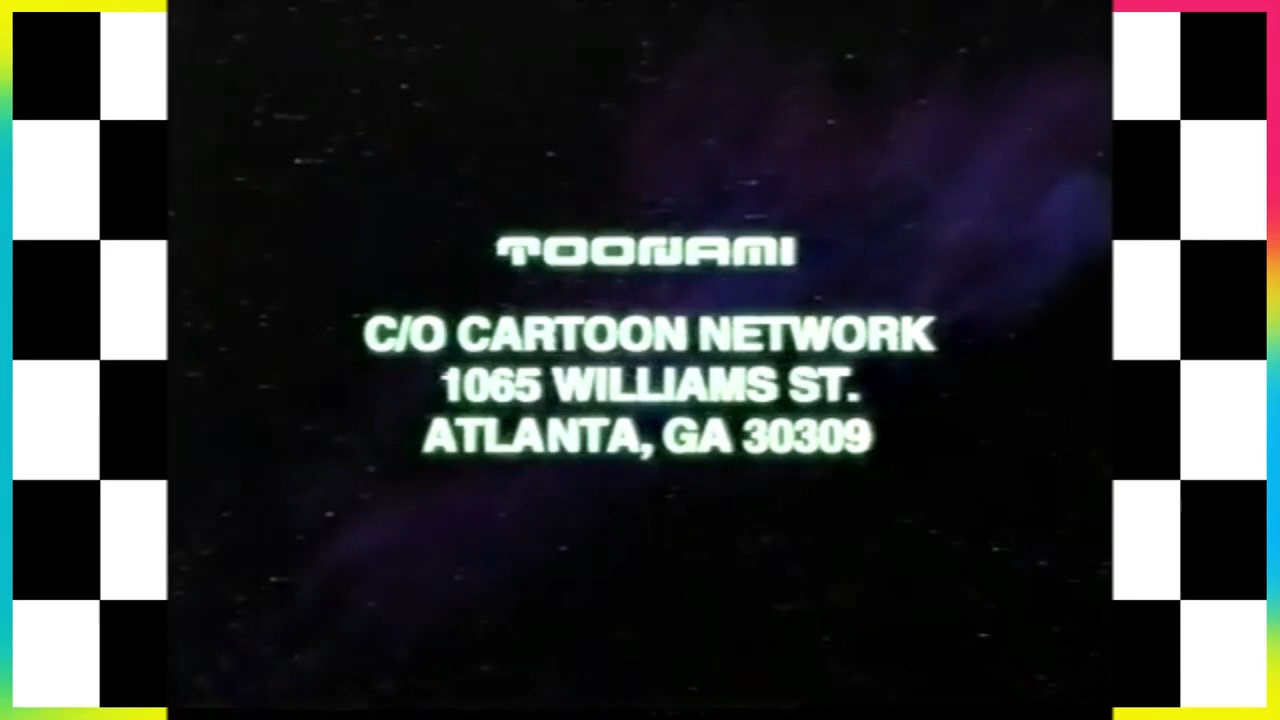 TOONAMI
C/O CARTOON NETWORK
1065 WILLIAMS ST.
ATLANTA, GA 30309